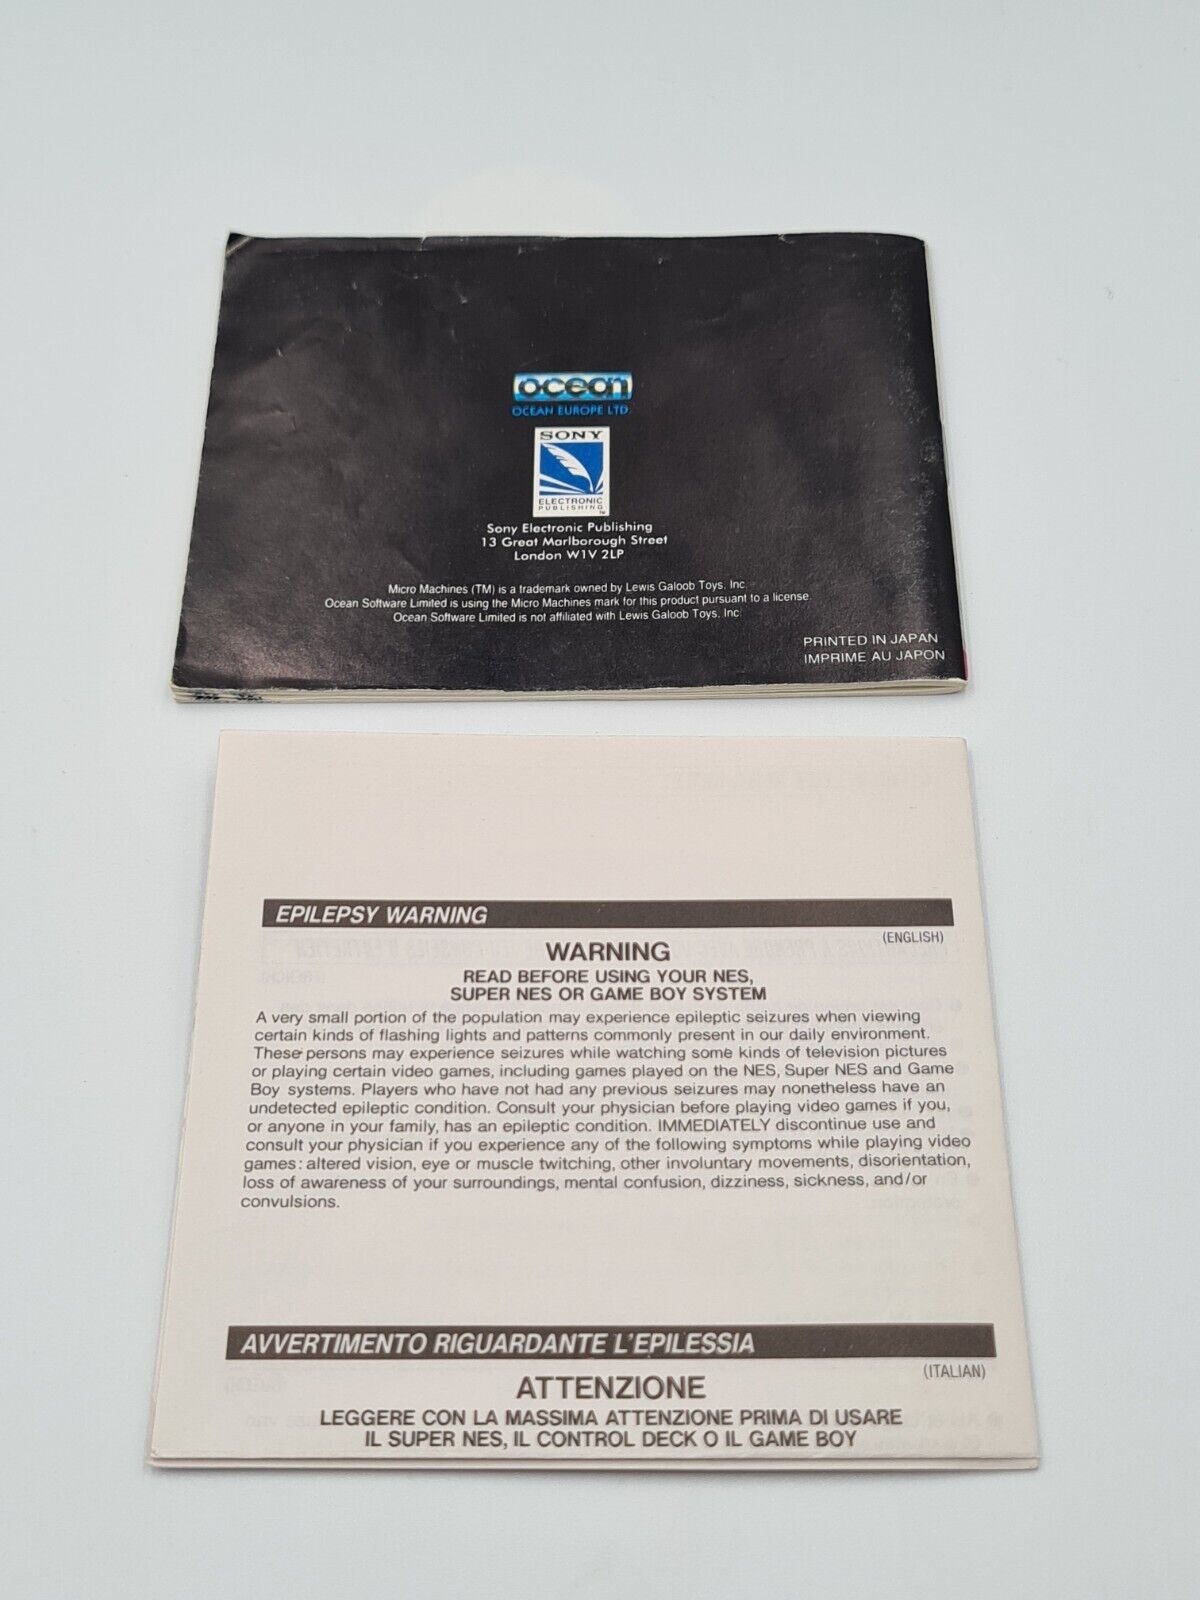 ocean
OCEAN EUROPE LTD.
SONY
ELECTRONIC
PUBLISHING
TM
Sony Electronic Publishing
13 Great Marlborough Street
London W1V 2LP
Micro Machines (TM) is a trademark owned by Lewis Galoob Toys, Inc.
Ocean Software Limited is using the Micro Machines mark for this product pursuant to a license.
Ocean Software Limited is not affiliated with Lewis Galoob Toys, Inc.
PRINTED IN JAPAN
IMPRIME AU JAPON
EPILEPSY WARNING
(ENGLISH)
WARNING
READ BEFORE USING YOUR NES,
SUPER NES OR GAME BOY SYSTEM
A very small portion of the population may experience epileptic seizures when viewing
certain kinds of flashing lights and patterns commonly present in our daily environment.
These persons may experience seizures while watching some kinds of television pictures
or playing certain video games, including games played on the NES, Super NES and Game
Boy systems. Players who have not had any previous seizures may nonetheless have an
undetected epileptic condition. Consult your physician before playing video games if you,
or anyone in your family, has an epileptic condition. IMMEDIATELY discontinue use and
consult your physician if you experience any of the following symptoms while playing video
games: altered vision, eye or muscle twitching, other involuntary movements, disorientation,
loss of awareness of your surroundings, mental confusion, dizziness, sickness, and/or
convulsions.
AVVERTIMENTO RIGUARDANTE L'EPILESSIA
(ITALIAN)
ATTENZIONE
LEGGERE CON LA MASSIMA ATTENZIONE PRIMA DI USARE
IL SUPER NES, IL CONTROL DECK O IL GAME BOY